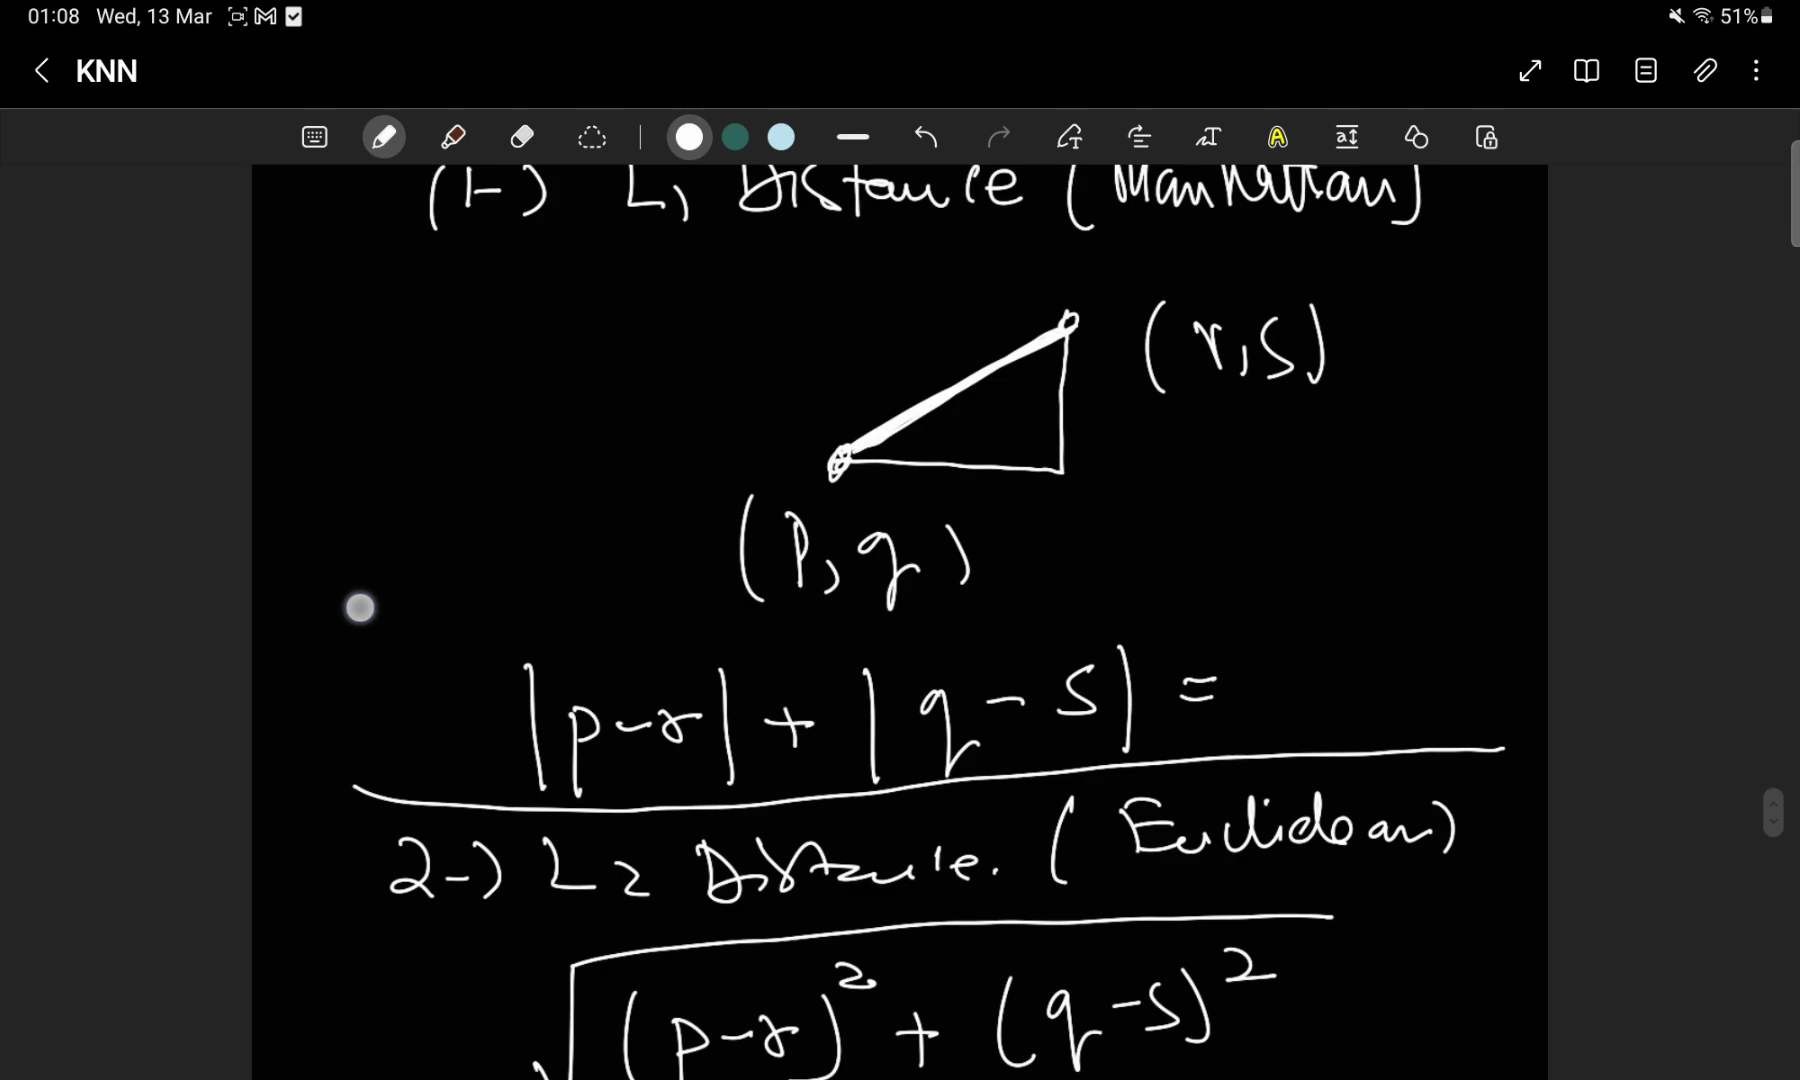 01:08 Wed, 13 Mar 51%
KNN
(1-) L1 Distance (Manhattan)
(r,s)
(p,q)
|p-r| + |q-s| =
2-) L2 Distance. (Euclidean)
√(p-r)² + (q-s)²